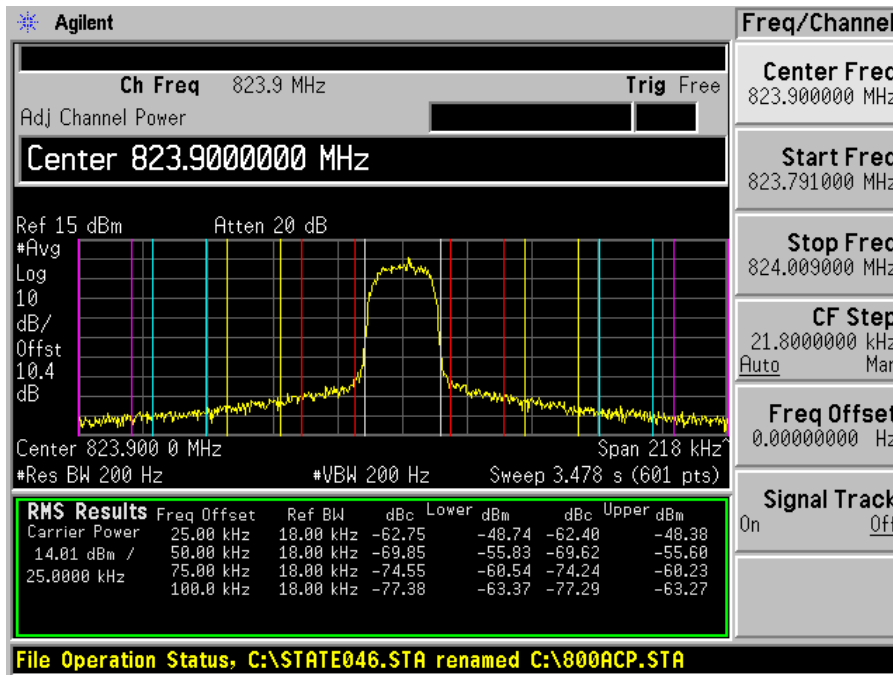 Agilent
Freq/Channel
Ch Freq 823.9 MHz Trig Free
Adj Channel Power
Center 823.9000000 MHz
Ref 15 dBm Atten 20 dB
#Avg
Log
10
dB/
Offst
10.4
dB
Center 823.900 0 MHz Span 218 kHz^
#Res BW 200 Hz #VBW 200 Hz Sweep 3.478 s (601 pts)
RMS Results Freq Offset Ref BW dBc Lower dBm dBc Upper dBm
Carrier Power 25.00 kHz 18.00 kHz -62.75 -48.74 -62.40 -48.38
14.01 dBm / 50.00 kHz 18.00 kHz -69.85 -55.83 -69.62 -55.60
25.0000 kHz 75.00 kHz 18.00 kHz -74.55 -60.54 -74.24 -60.23
100.0 kHz 18.00 kHz -77.38 -63.37 -77.29 -63.27
File Operation Status, C:\STATE046.STA renamed C:\800ACP.STA
Center Freq
823.900000 MHz
Start Freq
823.791000 MHz
Stop Freq
824.009000 MHz
CF Step
21.8000000 kHz
Auto Man
Freq Offset
0.00000000 Hz
Signal Track
On Off